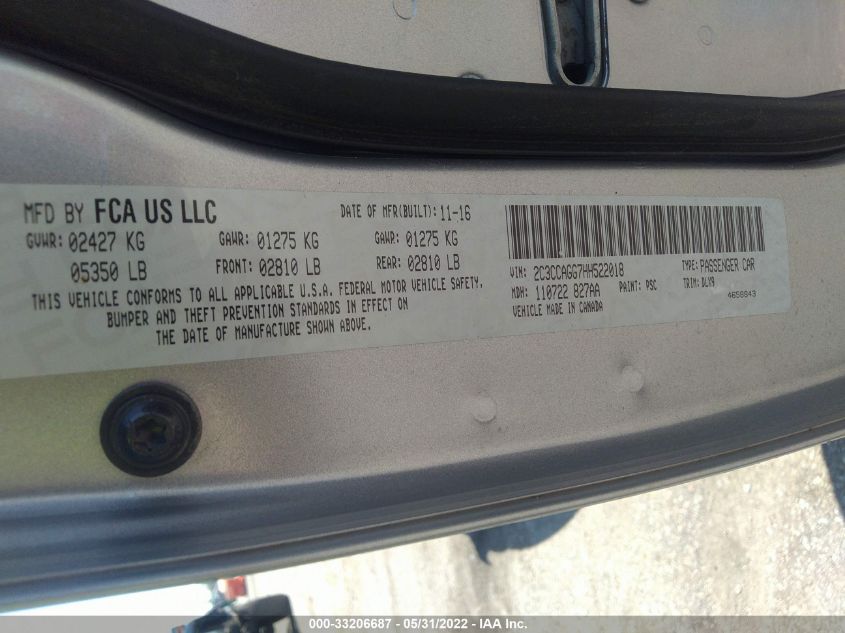 MFD BY FCA US LLC
DATE OF MFR(BUILT): 11-16
GVWR: 02427 KG
GAWR: 01275 KG
GAWR: 01275 KG
05350 LB
FRONT: 02810 LB
REAR: 02810 LB
THIS VEHICLE CONFORMS TO ALL APPLICABLE U.S.A. FEDERAL MOTOR VEHICLE SAFETY,
BUMPER AND THEFT PREVENTION STANDARDS IN EFFECT ON
THE DATE OF MANUFACTURE SHOWN ABOVE.
VIN: 2C3CCAGG7HH522018
TYPE: PASSENGER CAR
MDH: 110722 827AA
PAINT: PSC
TRIM: DLX9
VEHICLE MADE IN CANADA
4658843
000-33206687 - 05/31/2022 - IAA Inc.